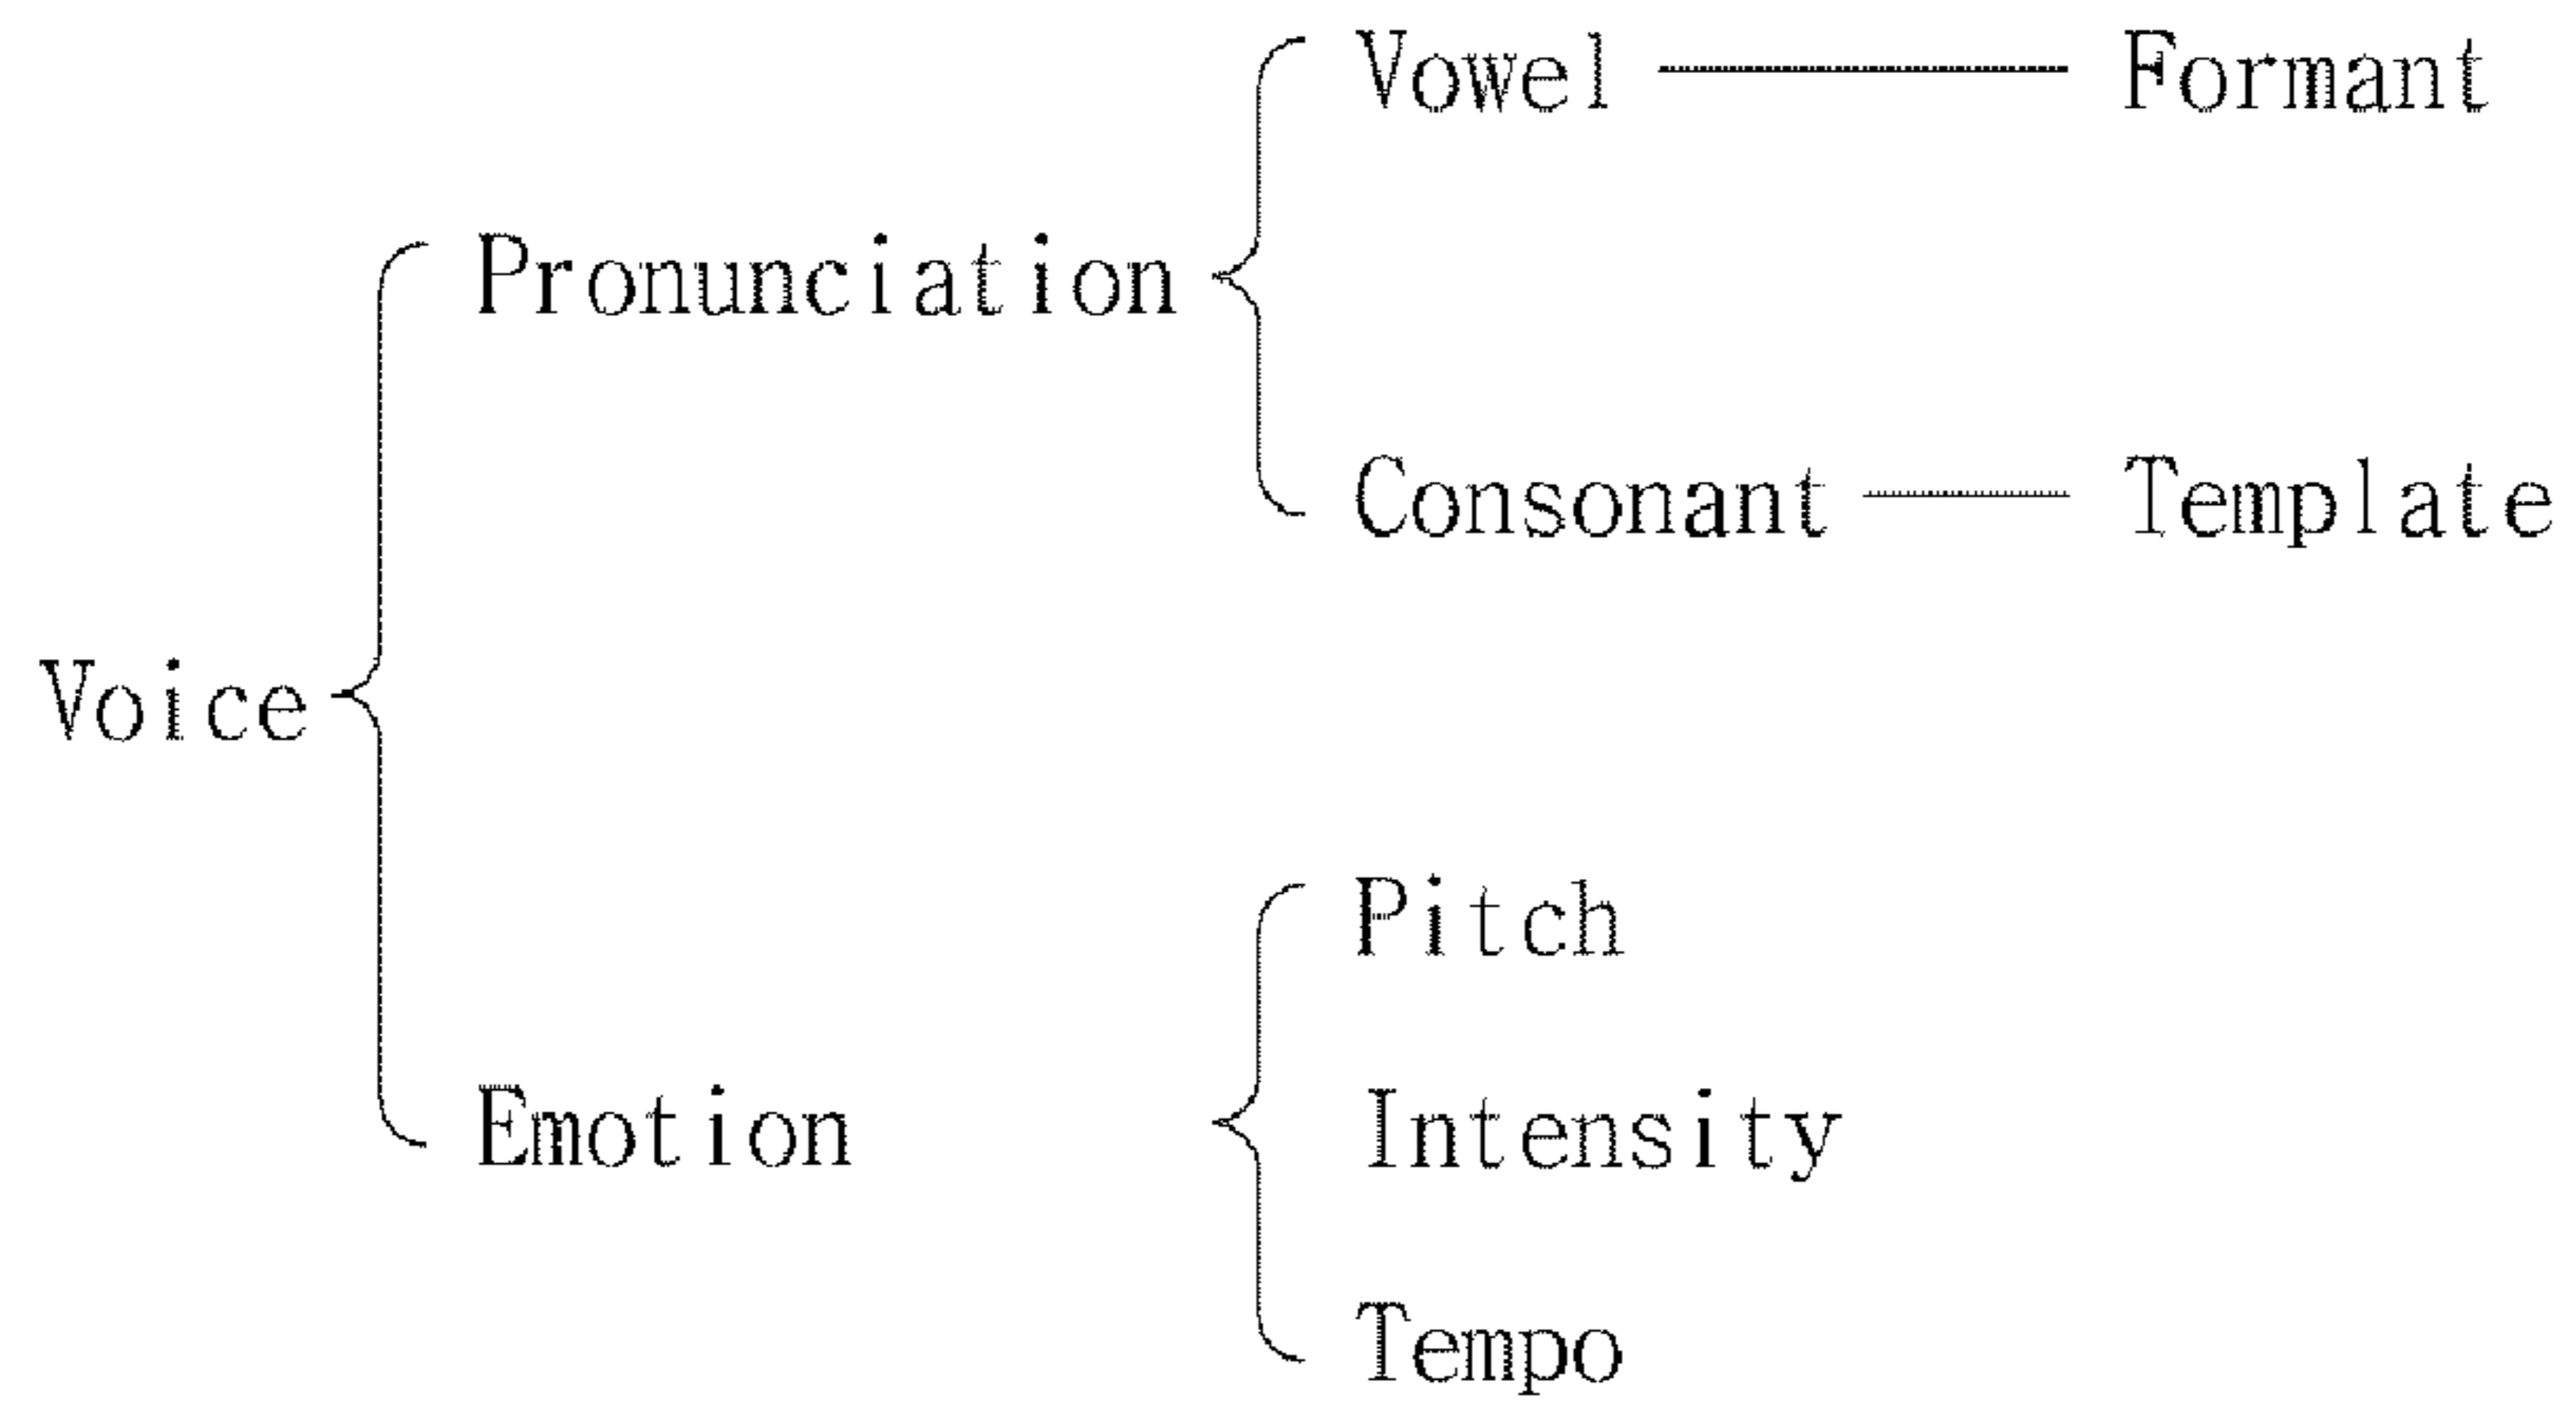 Vowel Formant
Pronunciation
Consonant Template
Voice
Pitch
Emotion Intensity
Tempo